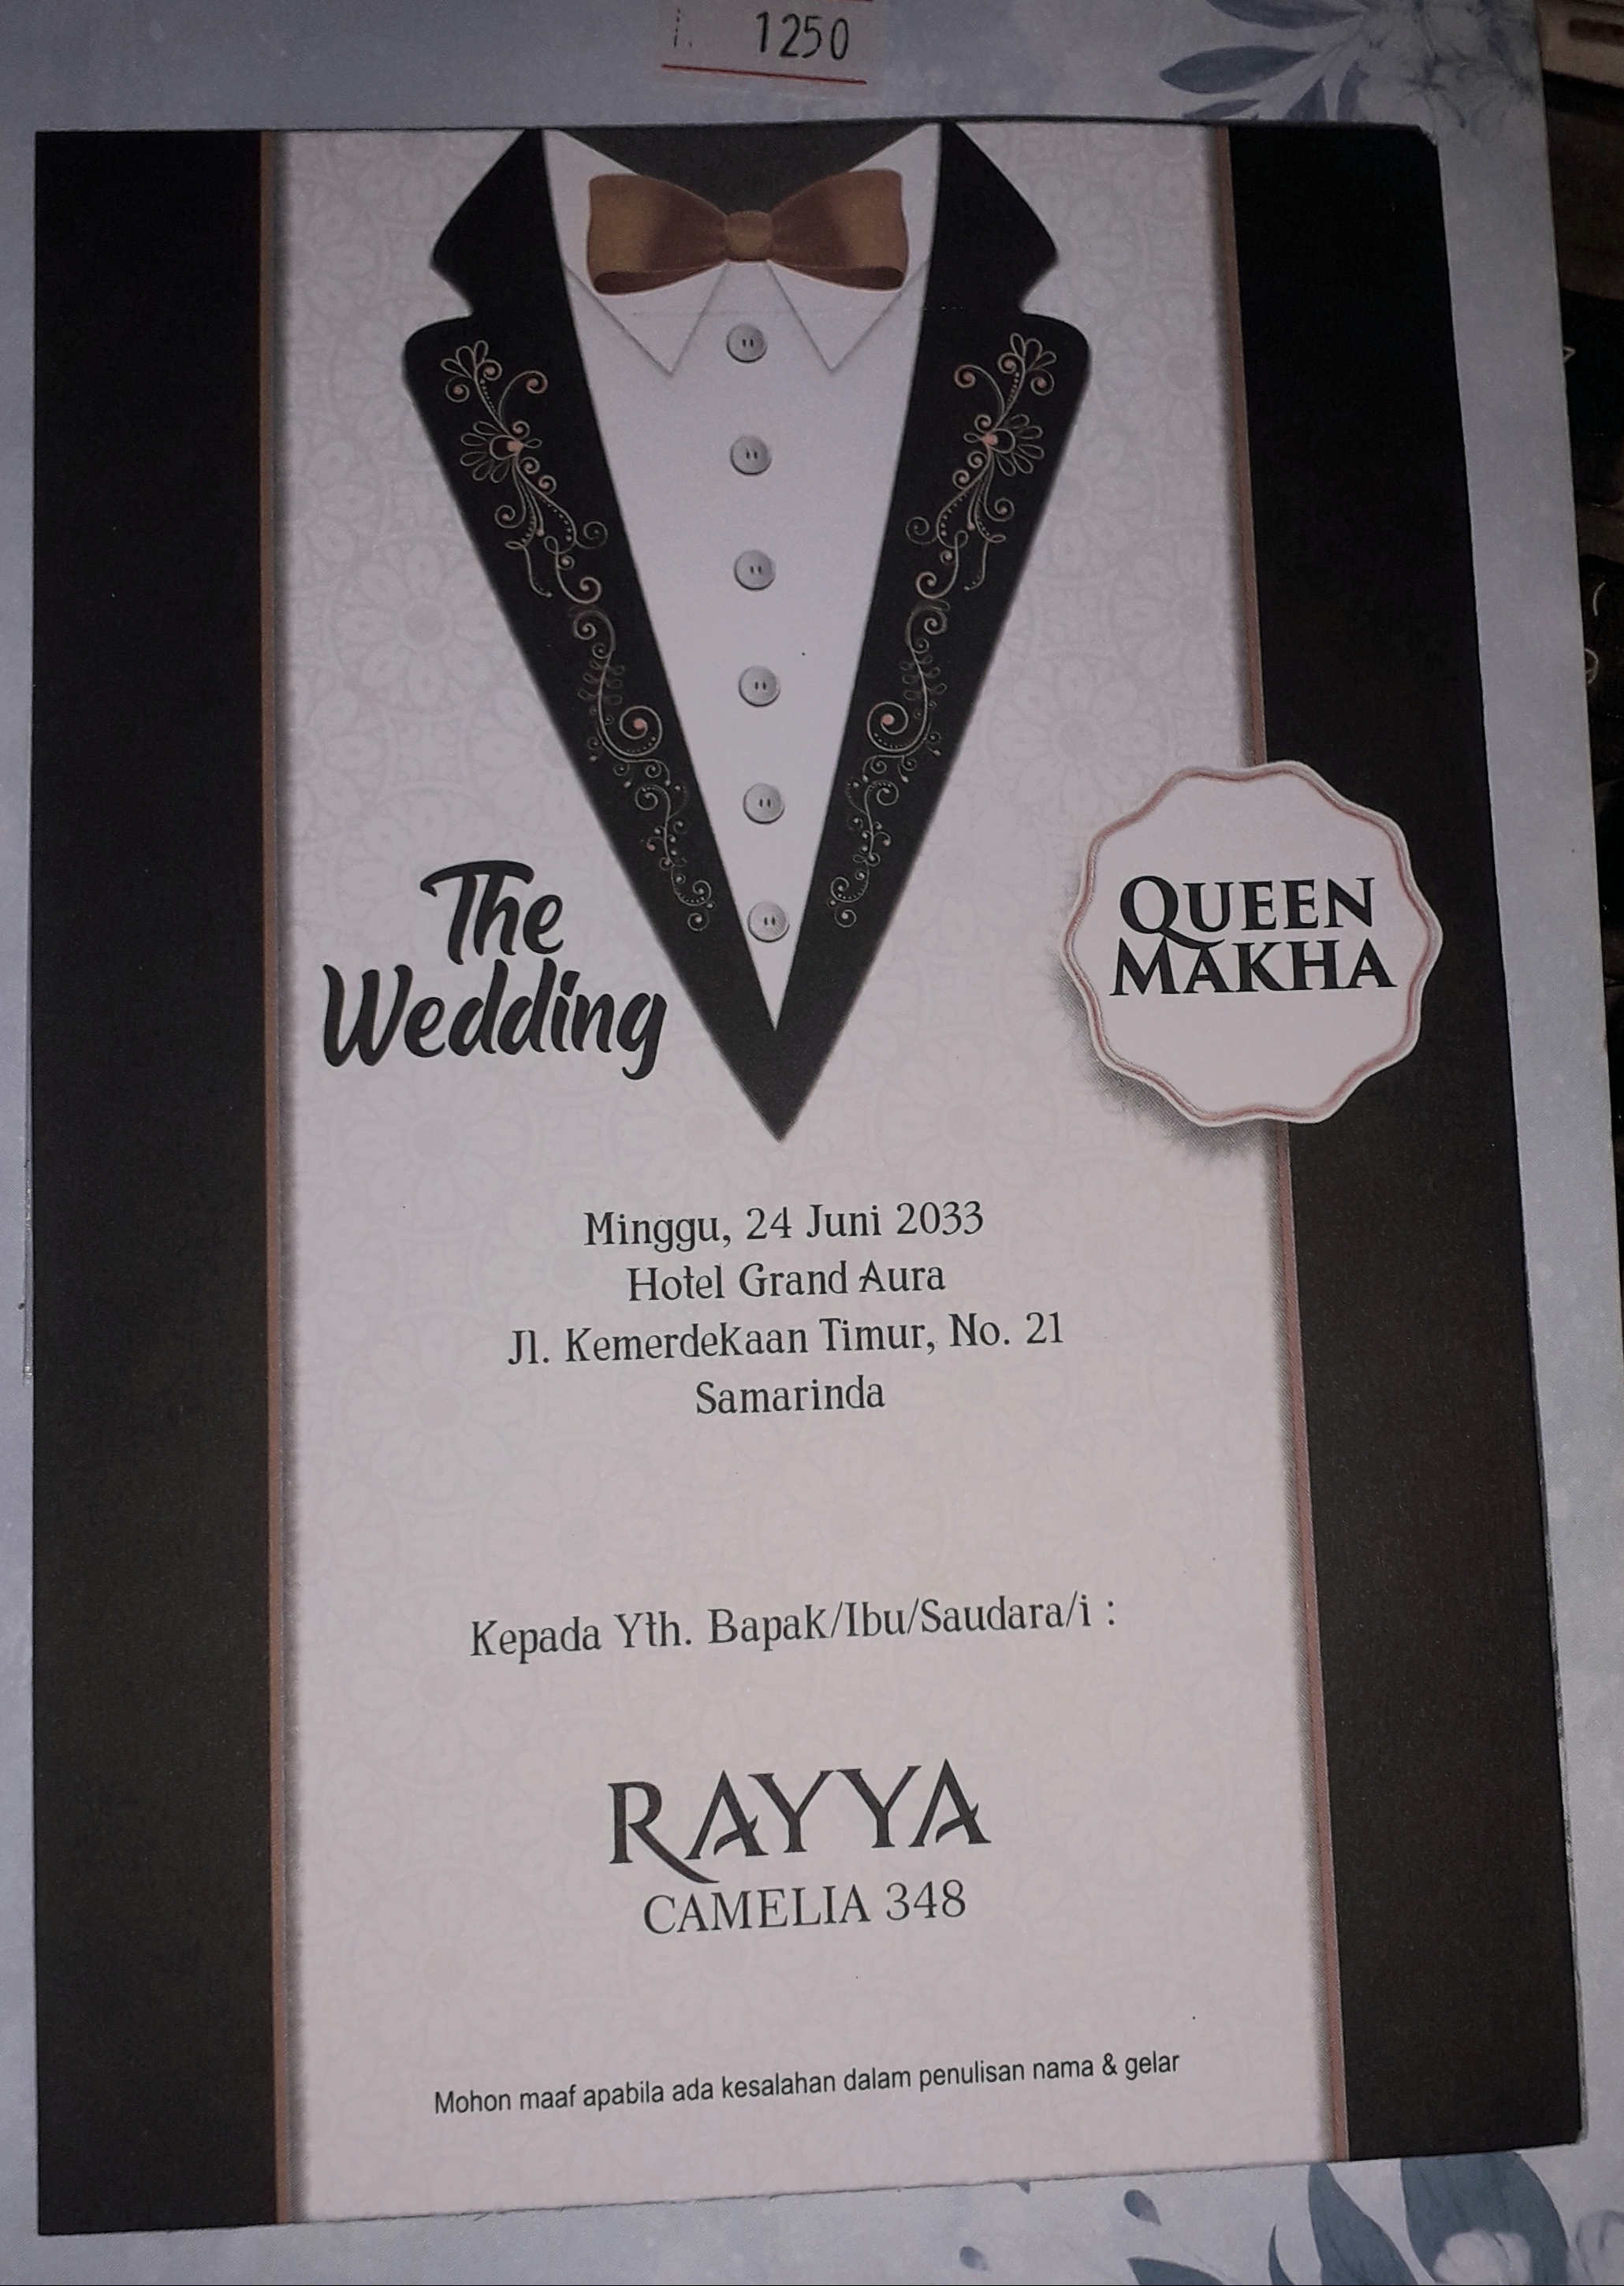 i. 1250
The
Wedding
QUEEN
MAKHA
Minggu, 24 Juni 2033
Hotel Grand Aura
Jl. Kemerdekaan Timur, No. 21
Samarinda
Kepada Yth. Bapak/Ibu/Saudara/i :
RAYYA
CAMELIA 348
Mohon maaf apabila ada kesalahan dalam penulisan nama & gelar